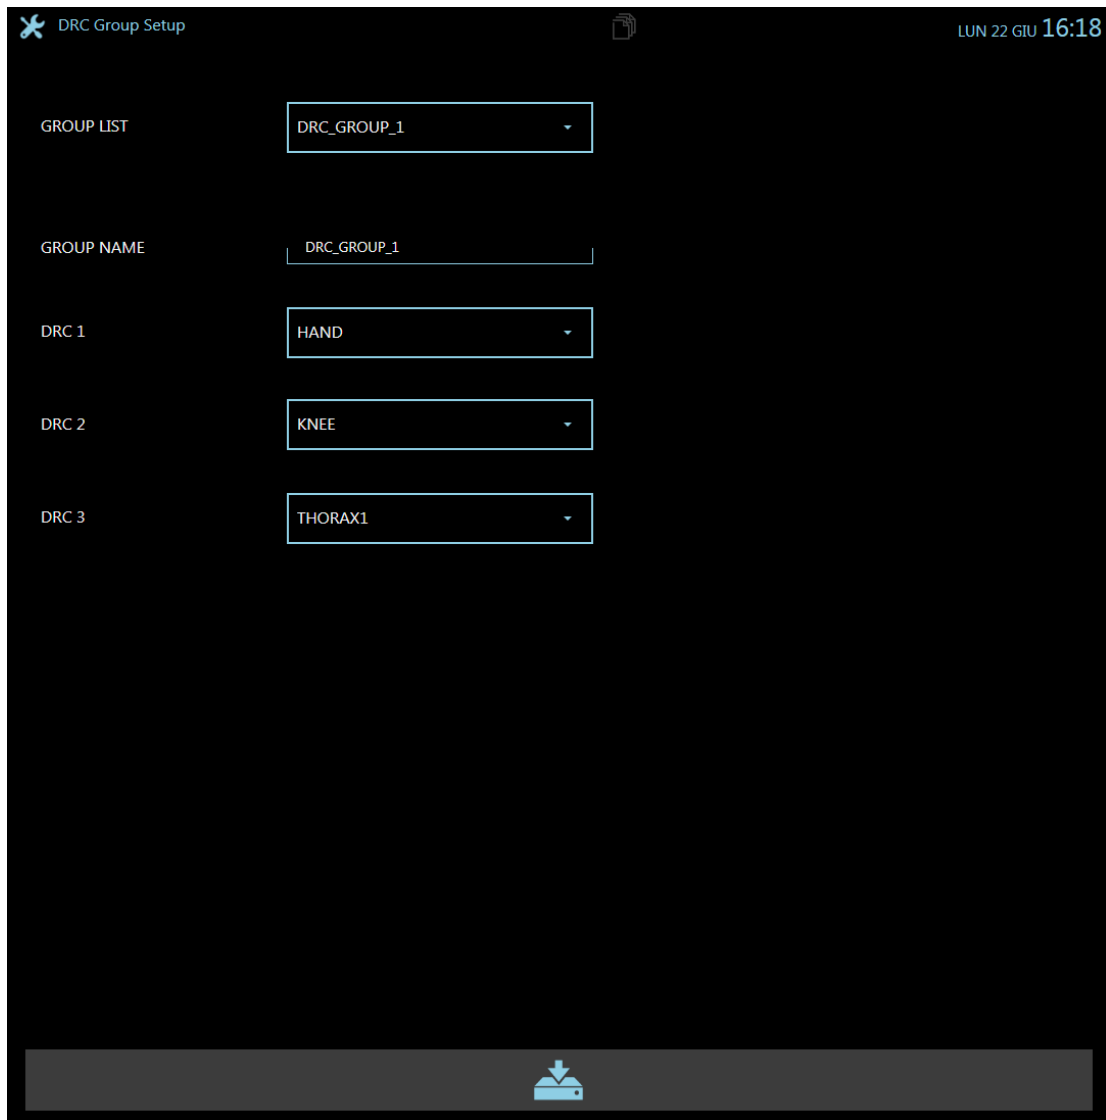 DRC Group Setup
LUN 22 GIU 16:18
GROUP LIST DRC_GROUP_1
GROUP NAME DRC_GROUP_1
DRC 1 HAND
DRC 2 KNEE
DRC 3 THORAX1